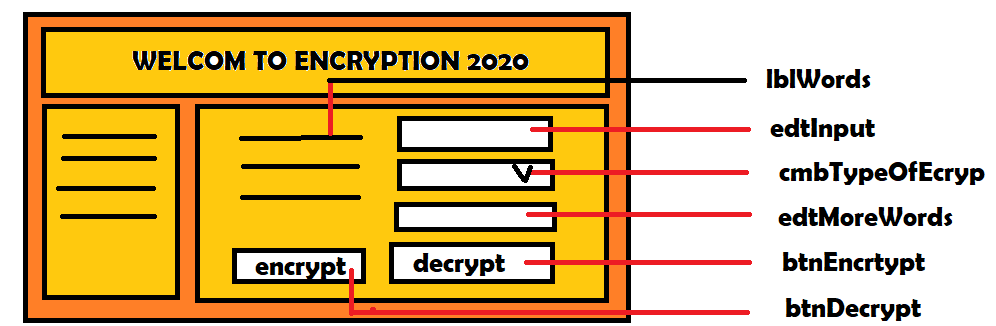 WELCOM TO ENCRYPTION 2020
lblWords
edtInput
cmbTypeOfEcryp
edtMoreWords
encrypt
decrypt
btnEncrtypt
btnDecrypt